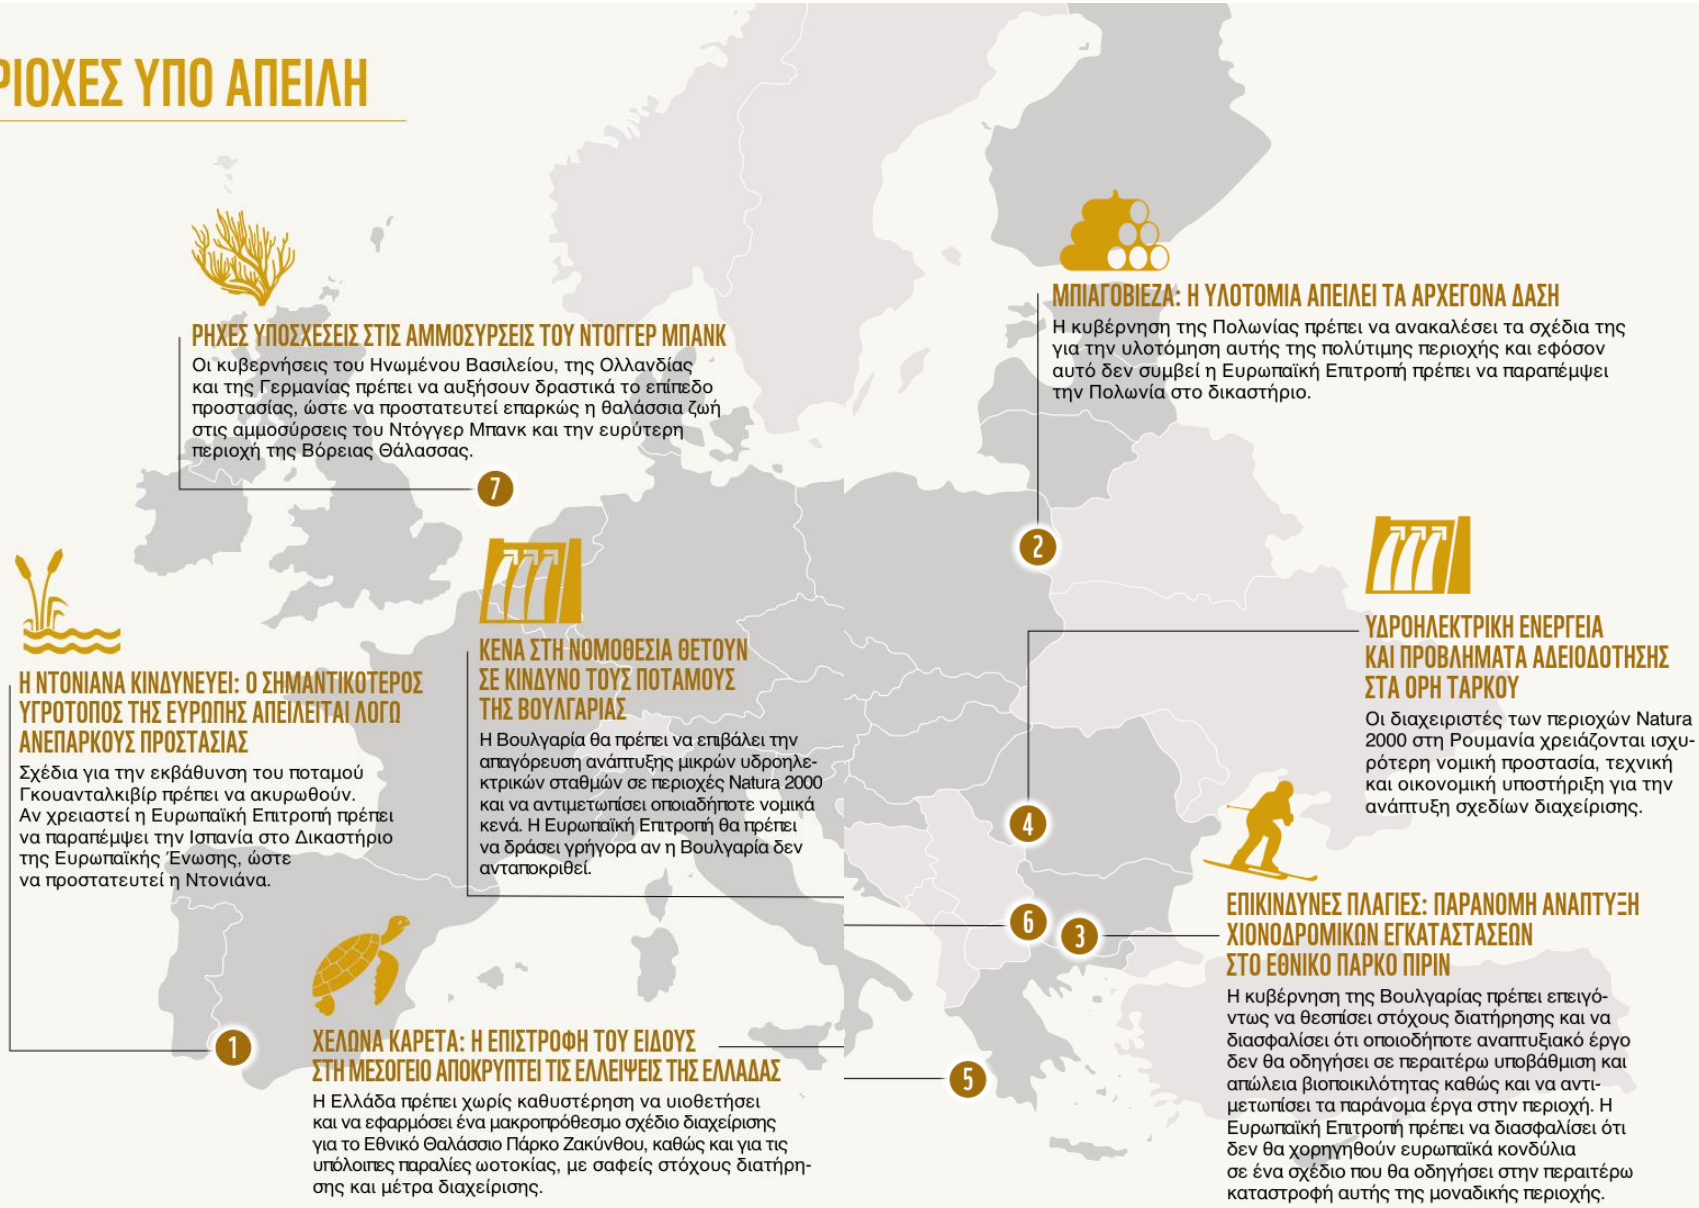 ΡΙΟΧΕΣ ΥΠΟ ΑΠΕΙΛΗ
ΡΗΧΕΣ ΥΠΟΣΧΕΣΕΙΣ ΣΤΙΣ ΑΜΜΟΣΥΡΣΕΙΣ ΤΟΥ ΝΤΟΓΓΕΡ ΜΠΑΝΚ
Οι κυβερνήσεις του Ηνωμένου Βασιλείου, της Ολλανδίας
και της Γερμανίας πρέπει να αυξήσουν δραστικά το επίπεδο
προστασίας, ώστε να προστατευτεί επαρκώς η θαλάσσια ζωή
στις αμμοσύρσεις του Ντόγγερ Μπανκ και την ευρύτερη
περιοχή της Βόρειας Θάλασσας.
7
ΜΠΙΑΓΟΒΙΕΖΑ: Η ΥΛΟΤΟΜΙΑ ΑΠΕΙΛΕΙ ΤΑ ΑΡΧΕΓΟΝΑ ΔΑΣΗ
Η κυβέρνηση της Πολωνίας πρέπει να ανακαλέσει τα σχέδια της
για την υλοτόμηση αυτής της πολύτιμης περιοχής και εφόσον
αυτό δεν συμβεί η Ευρωπαϊκή Επιτροπή πρέπει να παραπέμψει
την Πολωνία στο δικαστήριο.
2
Η ΝΤΟΝΙΑΝΑ ΚΙΝΔΥΝΕΥΕΙ: Ο ΣΗΜΑΝΤΙΚΟΤΕΡΟΣ
ΥΓΡΟΤΟΠΟΣ ΤΗΣ ΕΥΡΩΠΗΣ ΑΠΕΙΛΕΙΤΑΙ ΛΟΓΩ
ΑΝΕΠΑΡΚΟΥΣ ΠΡΟΣΤΑΣΙΑΣ
Σχέδια για την εκβάθυνση του ποταμού
Γκουανταλκιβίρ πρέπει να ακυρωθούν.
Αν χρειαστεί η Ευρωπαϊκή Επιτροπή πρέπει
να παραπέμψει την Ισπανία στο Δικαστήριο
της Ευρωπαϊκής Ένωσης, ώστε
να προστατευτεί η Ντονιάνα.
1
ΚΕΝΑ ΣΤΗ ΝΟΜΟΘΕΣΙΑ ΘΕΤΟΥΝ
ΣΕ ΚΙΝΔΥΝΟ ΤΟΥΣ ΠΟΤΑΜΟΥΣ
ΤΗΣ ΒΟΥΛΓΑΡΙΑΣ
Η Βουλγαρία θα πρέπει να επιβάλει την
απαγόρευση ανάπτυξης μικρών υδροηλε-
κτρικών σταθμών σε περιοχές Natura 2000
και να αντιμετωπίσει οποιαδήποτε νομικά
κενά. Η Ευρωπαϊκή Επιτροπή θα πρέπει
να δράσει γρήγορα αν η Βουλγαρία δεν
ανταποκριθεί.
6
ΥΔΡΟΗΛΕΚΤΡΙΚΗ ΕΝΕΡΓΕΙΑ
ΚΑΙ ΠΡΟΒΛΗΜΑΤΑ ΑΔΕΙΟΔΟΤΗΣΗΣ
ΣΤΑ ΟΡΗ ΤΑΡΚΟΥ
Οι διαχειριστές των περιοχών Natura
2000 στη Ρουμανία χρειάζονται ισχυ-
ρότερη νομική προστασία, τεχνική
και οικονομική υποστήριξη για την
ανάπτυξη σχεδίων διαχείρισης.
4
ΕΠΙΚΙΝΔΥΝΕΣ ΠΛΑΓΙΕΣ: ΠΑΡΑΝΟΜΗ ΑΝΑΠΤΥΞΗ
ΧΙΟΝΟΔΡΟΜΙΚΩΝ ΕΓΚΑΤΑΣΤΑΣΕΩΝ
ΣΤΟ ΕΘΝΙΚΟ ΠΑΡΚΟ ΠΙΡΙΝ
Η κυβέρνηση της Βουλγαρίας πρέπει επειγό-
ντως να θεσπίσει στόχους διατήρησης και να
διασφαλίσει ότι οποιοδήποτε αναπτυξιακό έργο
δεν θα οδηγήσει σε περαιτέρω υποβάθμιση και
απώλεια βιοποικιλότητας καθώς και να αντι-
μετωπίσει τα παράνομα έργα στην περιοχή. Η
Ευρωπαϊκή Επιτροπή πρέπει να διασφαλίσει ότι
δεν θα χορηγηθούν ευρωπαϊκά κονδύλια
σε ένα σχέδιο που θα οδηγήσει στην περαιτέρω
καταστροφή αυτής της μοναδικής περιοχής.
3
ΧΕΛΩΝΑ ΚΑΡΕΤΑ: Η ΕΠΙΣΤΡΟΦΗ ΤΟΥ ΕΙΔΟΥΣ
ΣΤΗ ΜΕΣΟΓΕΙΟ ΑΠΟΚΡΥΠΤΕΙ ΤΙΣ ΕΛΛΕΙΨΕΙΣ ΤΗΣ ΕΛΛΑΔΑΣ
Η Ελλάδα πρέπει χωρίς καθυστέρηση να υιοθετήσει
και να εφαρμόσει ένα μακροπρόθεσμο σχέδιο διαχείρισης
για το Εθνικό Θαλάσσιο Πάρκο Ζακύνθου, καθώς και για τις
υπόλοιπες παραλίες ωοτοκίας, με σαφείς στόχους διατήρη-
σης και μέτρα διαχείρισης.
5